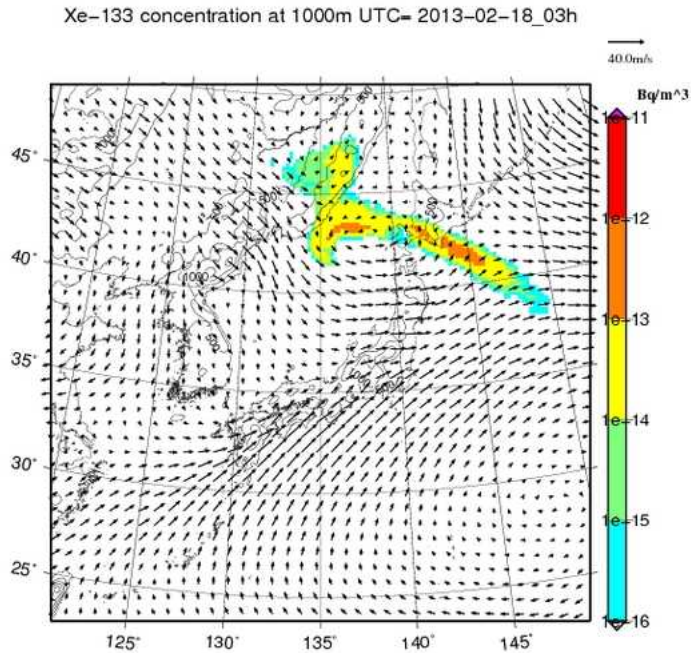 Xe-133 concentration at 1000m UTC= 2013-02-18_03h
40.0m/s
Bq/m^3
1e-11
45°
1e-12
40°
1000
1e-13
35°
1e-14
30°
1e-15
25°
1e-16
125° 130° 135° 140° 145°